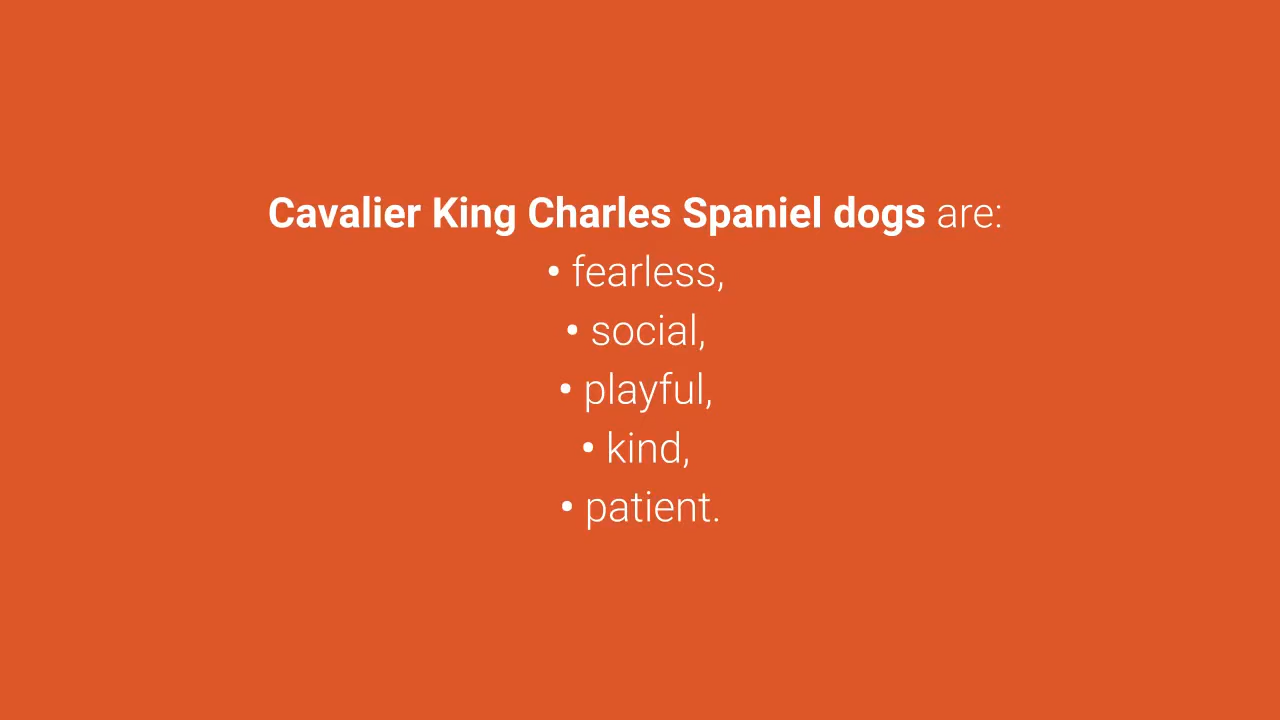 Cavalier King Charles Spaniel dogs are:
• fearless,
• social,
• playful,
• kind,
• patient.